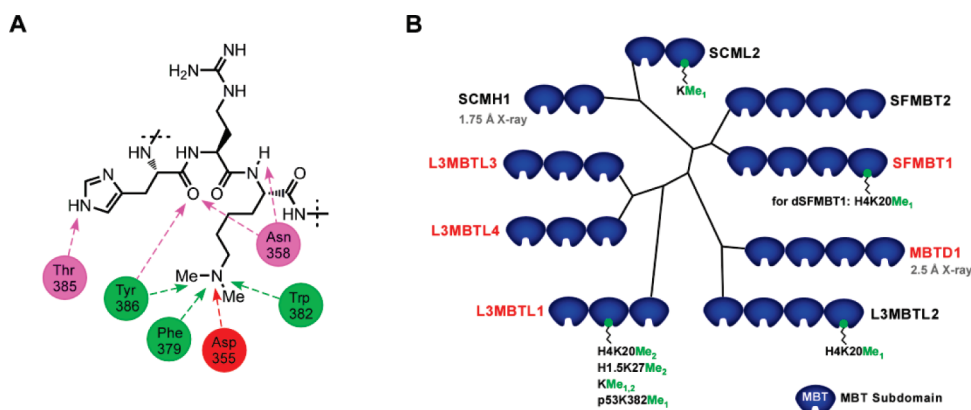 A
NH
H₂N
NH
HN
N
HN
O
HN
O
N
H
O
HN
Me
N
Me
Thr
385
Tyr
386
Phe
379
Asp
355
Trp
382
Asn
358
B
SCML2
KMe₁
SCMH1
1.75 Å X-ray
SFMBT2
L3MBTL3
SFMBT1
for dSFMBT1: H4K20Me₁
L3MBTL4
MBTD1
2.5 Å X-ray
L3MBTL1
L3MBTL2
H4K20Me₂
H1.5K27Me₂
KMe₁,₂
p53K382Me₁
H4K20Me₁
MBT
MBT Subdomain